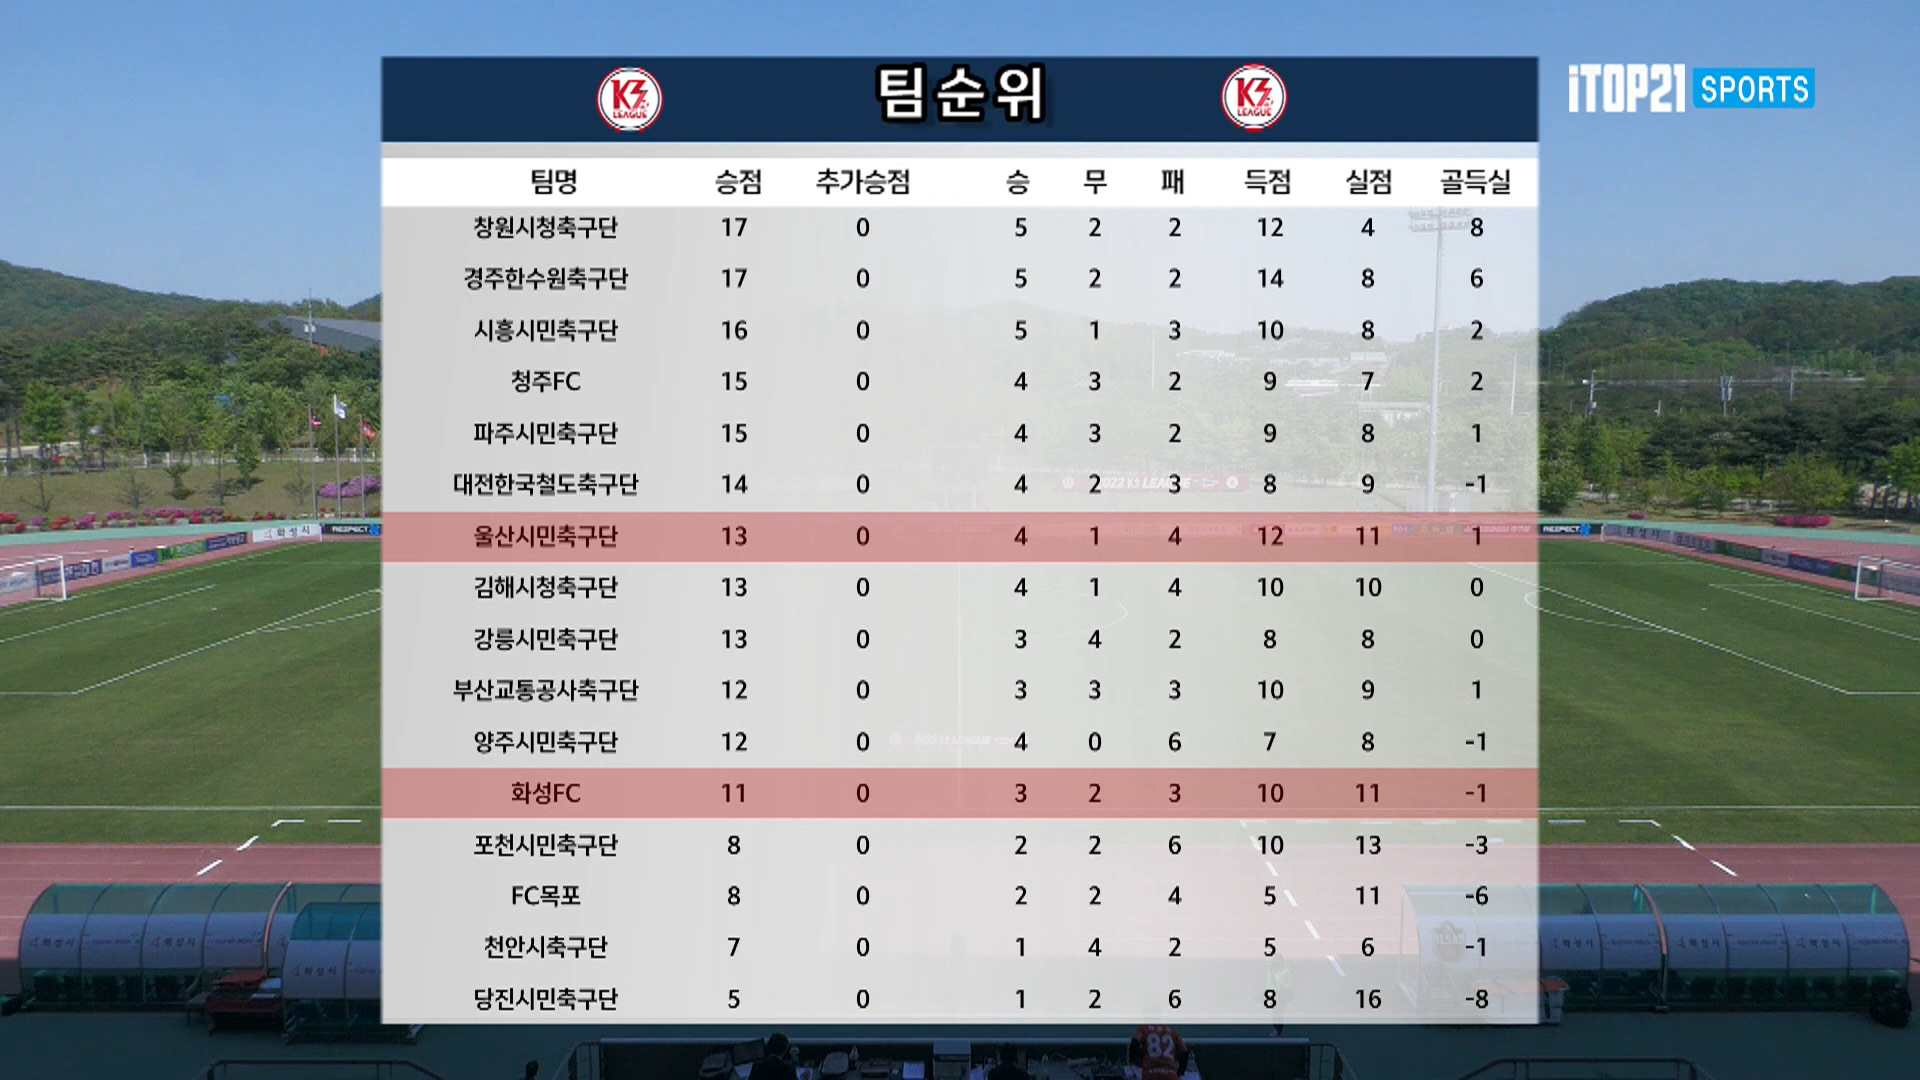 팀순위
K3 LEAGUE
K3 LEAGUE
iTOP21 SPORTS
팀명 승점 추가승점 승 무 패 득점 실점 골득실
창원시청축구단 17 0 5 2 2 12 4 8
경주한수원축구단 17 0 5 2 2 14 8 6
시흥시민축구단 16 0 5 1 3 10 8 2
청주FC 15 0 4 3 2 9 7 2
파주시민축구단 15 0 4 3 2 9 8 1
대전한국철도축구단 14 0 4 2 3 8 9 -1
울산시민축구단 13 0 4 1 4 12 11 1
김해시청축구단 13 0 4 1 4 10 10 0
강릉시민축구단 13 0 3 4 2 8 8 0
부산교통공사축구단 12 0 3 3 3 10 9 1
양주시민축구단 12 0 4 0 6 7 8 -1
화성FC 11 0 3 2 3 10 11 -1
포천시민축구단 8 0 2 2 6 10 13 -3
FC목포 8 0 2 2 4 5 11 -6
천안시축구단 7 0 1 4 2 5 6 -1
당진시민축구단 5 0 1 2 6 8 16 -8
화성시
RESPECT
RESPECT
화성시
82